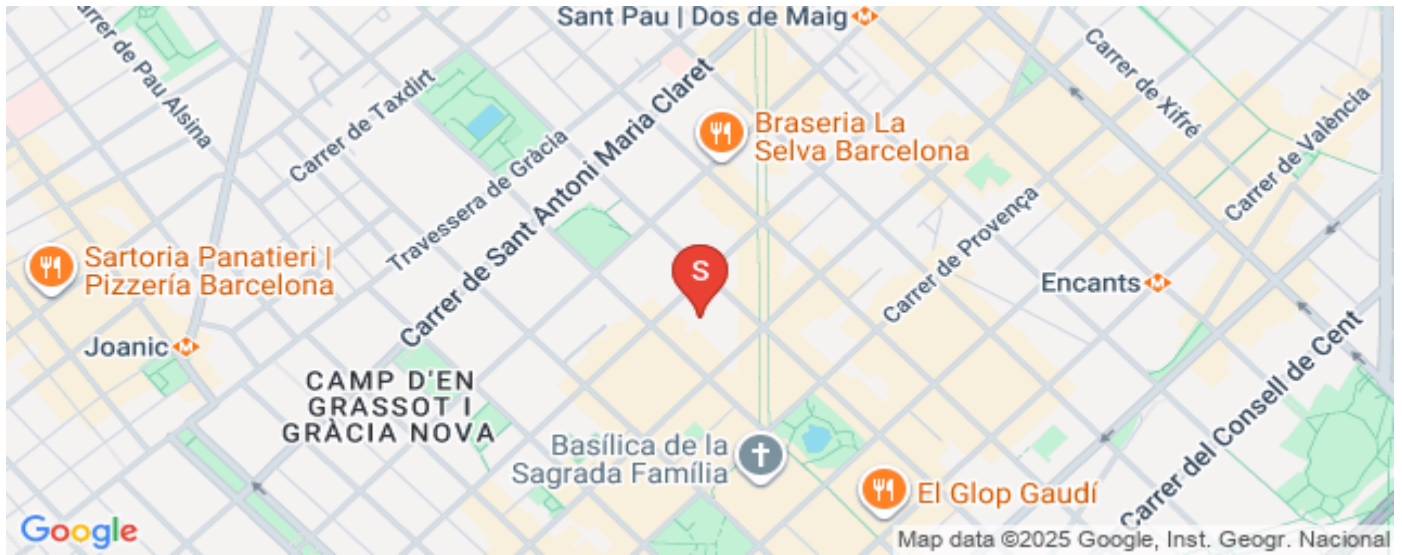 Sant Pau | Dos de Maig
Carrer de Pau Alsina
Carrer de Taxdirt
Carrer de Xifré
Carrer de València
Travessera de Gràcia
Carrer de Sant Antoni Maria Claret
Braseria La
Selva Barcelona
Carrer de Provença
Sartoria Panatieri |
Pizzería Barcelona
S
Encants
Joanic
CAMP D'EN
GRASSOT I
GRÀCIA NOVA
Carrer del Consell de Cent
Basílica de la
Sagrada Família
El Glop Gaudí
Google
Map data ©2025 Google, Inst. Geogr. Nacional